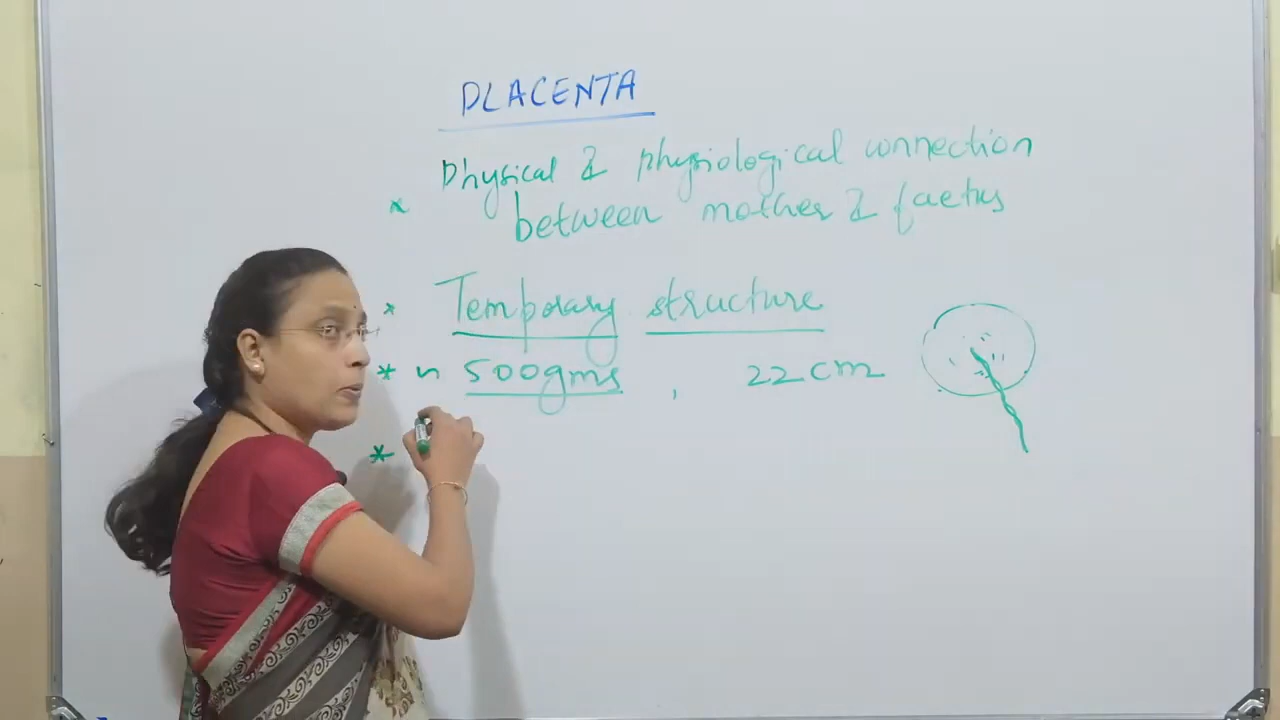 PLACENTA
* Physical & physiological connection
between mother & faetus
* Temporary structure
* ~ 500gms , 22cm
*